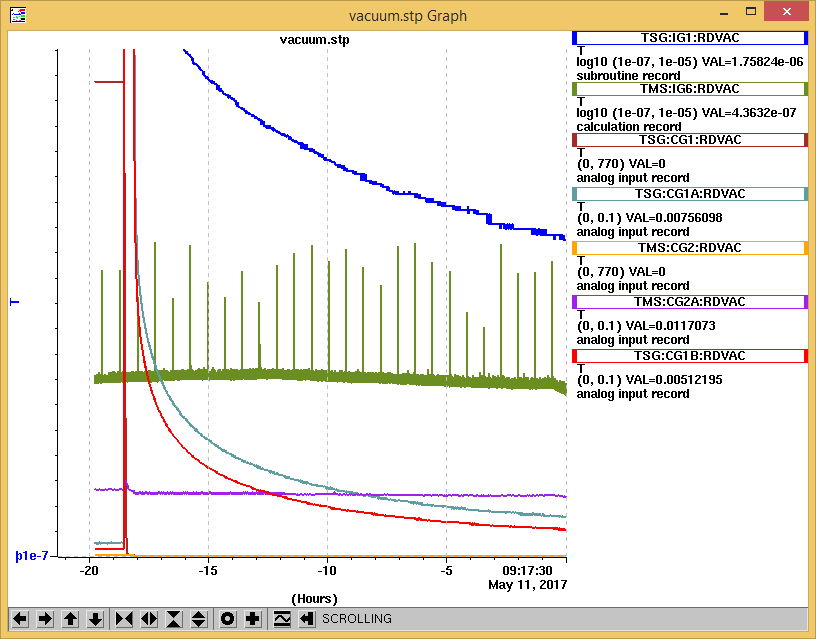 vacuum.stp Graph
vacuum.stp
T
1e-7
-20
-15
-10
-5
09:17:30
May 11, 2017
(Hours)
TSG:IG1:RDVAC
T
log10 (1e-07, 1e-05) VAL=1.75824e-06
subroutine record
TMS:IG6:RDVAC
T
log10 (1e-07, 1e-05) VAL=4.3632e-07
calculation record
TSG:CG1:RDVAC
T
(0, 770) VAL=0
analog input record
TSG:CG1A:RDVAC
T
(0, 0.1) VAL=0.00756098
analog input record
TMS:CG2:RDVAC
T
(0, 770) VAL=0
analog input record
TMS:CG2A:RDVAC
T
(0, 0.1) VAL=0.0117073
analog input record
TSG:CG1B:RDVAC
T
(0, 0.1) VAL=0.00512195
analog input record
SCROLLING